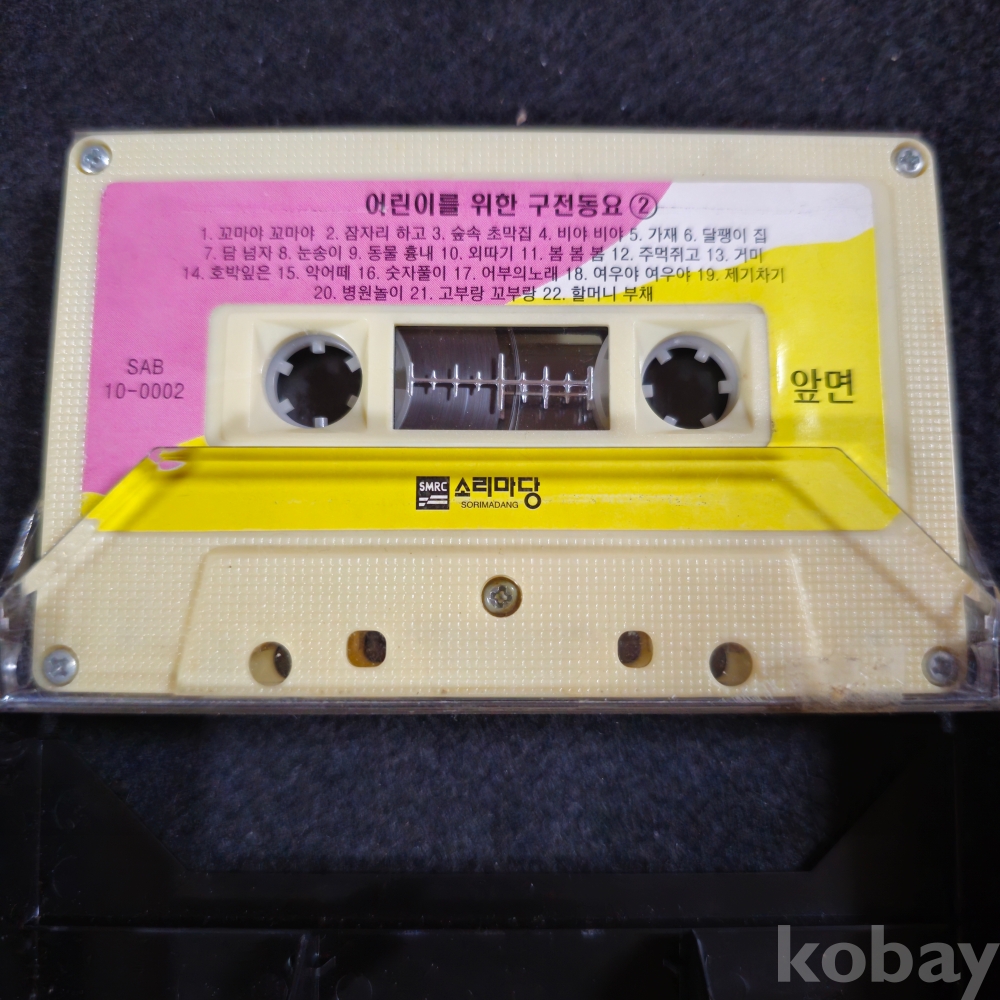 어린이를 위한 구전동요 ②
1. 꼬마야 꼬마야 2. 잠자리 하고 3. 숲속 초막집 4. 비야 비야 5. 가재 6. 달팽이 집
7. 담 넘자 8. 눈송이 9. 동물 흉내 10. 외따기 11. 봄 봄 봄 12. 주먹쥐고 13. 거미
14. 호박잎은 15. 악어떼 16. 숫자풀이 17. 어부의노래 18. 여우야 여우야 19. 제기차기
20. 병원놀이 21. 고부랑 꼬부랑 22. 할머니 부채
SAB
10-0002
앞면
SMRC 소리마당
SORIMADANG
kobay